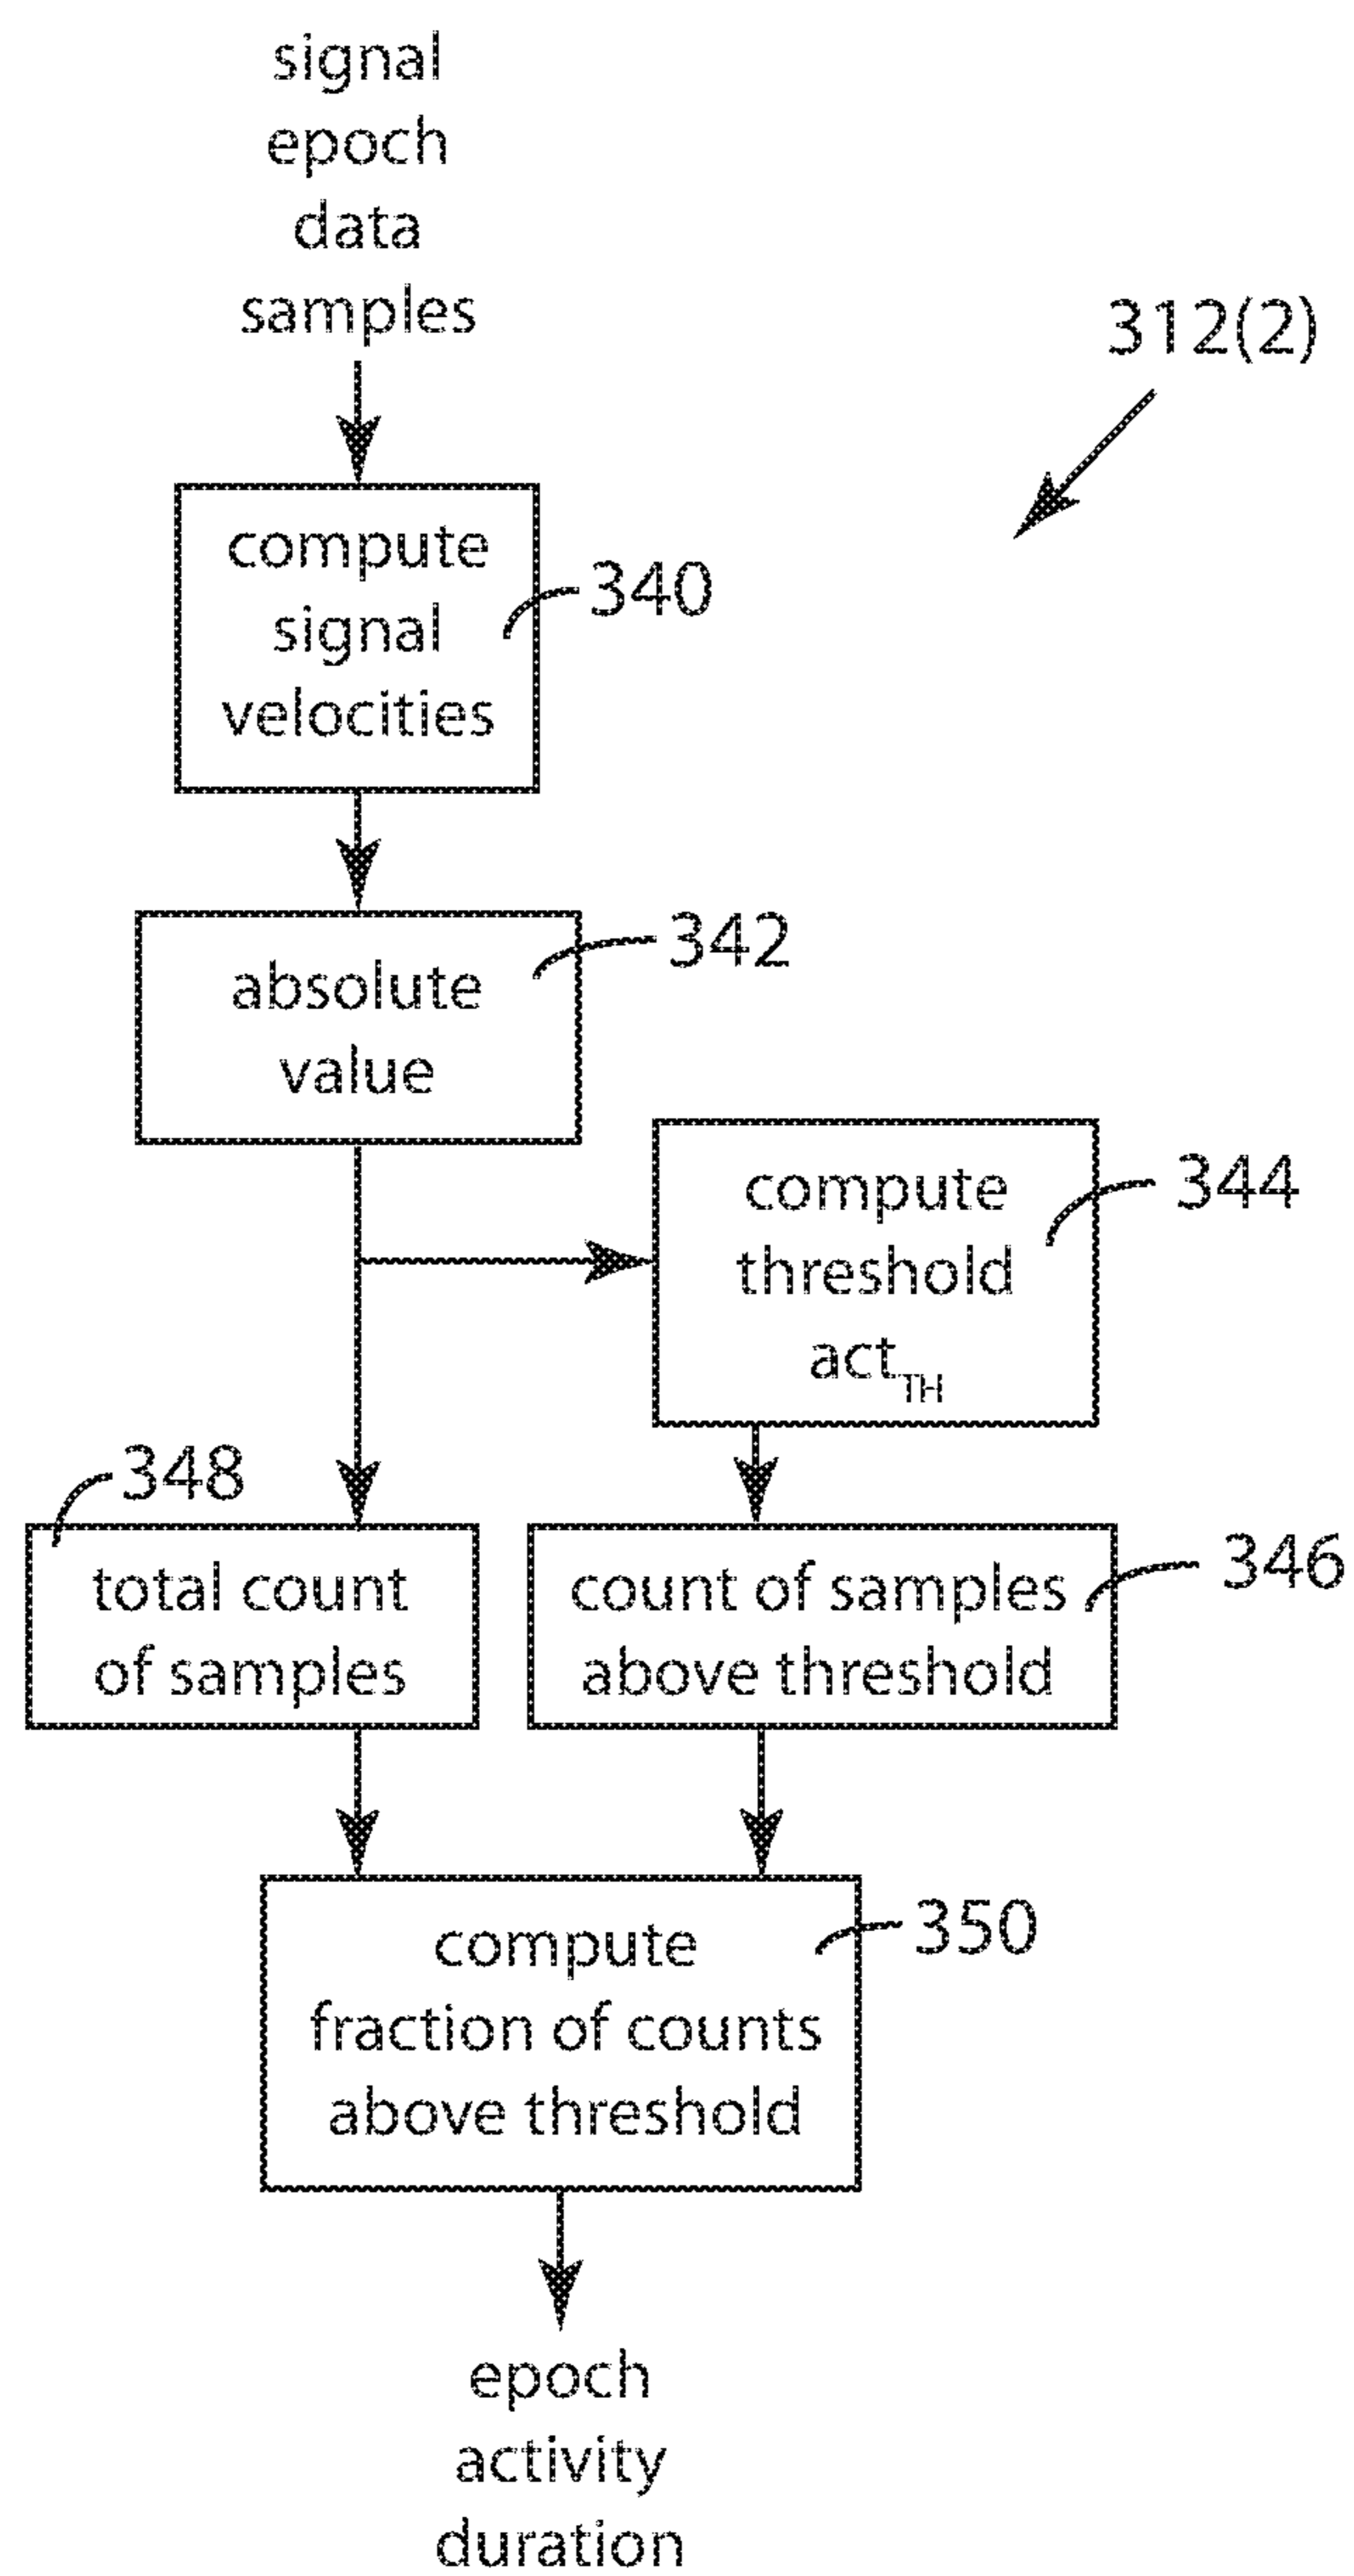 signal
epoch
data
samples
312(2)
compute
signal
velocities
340
absolute
value
342
compute
threshold
act_TH
344
348
total count
of samples
count of samples
above threshold
346
compute
fraction of counts
above threshold
350
epoch
activity
duration